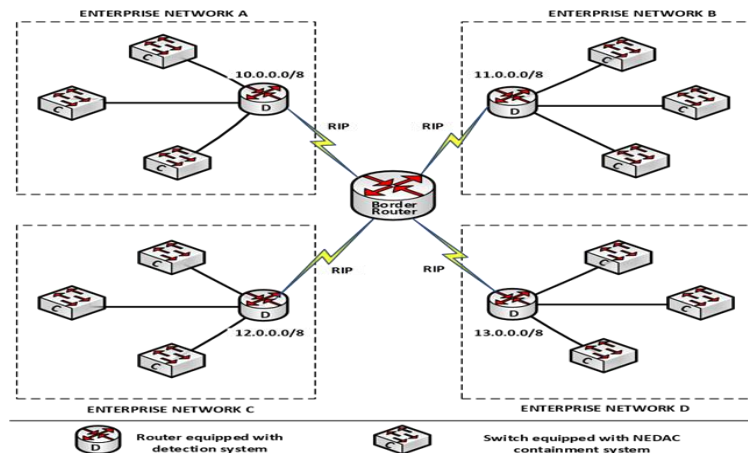 ENTERPRISE NETWORK A
ENTERPRISE NETWORK B
C
10.0.0.0/8
11.0.0.0/8
C
C
D
D
C
RIP
RIP
C
C
Border
Router
C
C
RIP
RIP
C
D
D
C
12.0.0.0/8
13.0.0.0/8
C
C
ENTERPRISE NETWORK C
ENTERPRISE NETWORK D
D
Router equipped with
detection system
C
Switch equipped with NEDAC
containment system